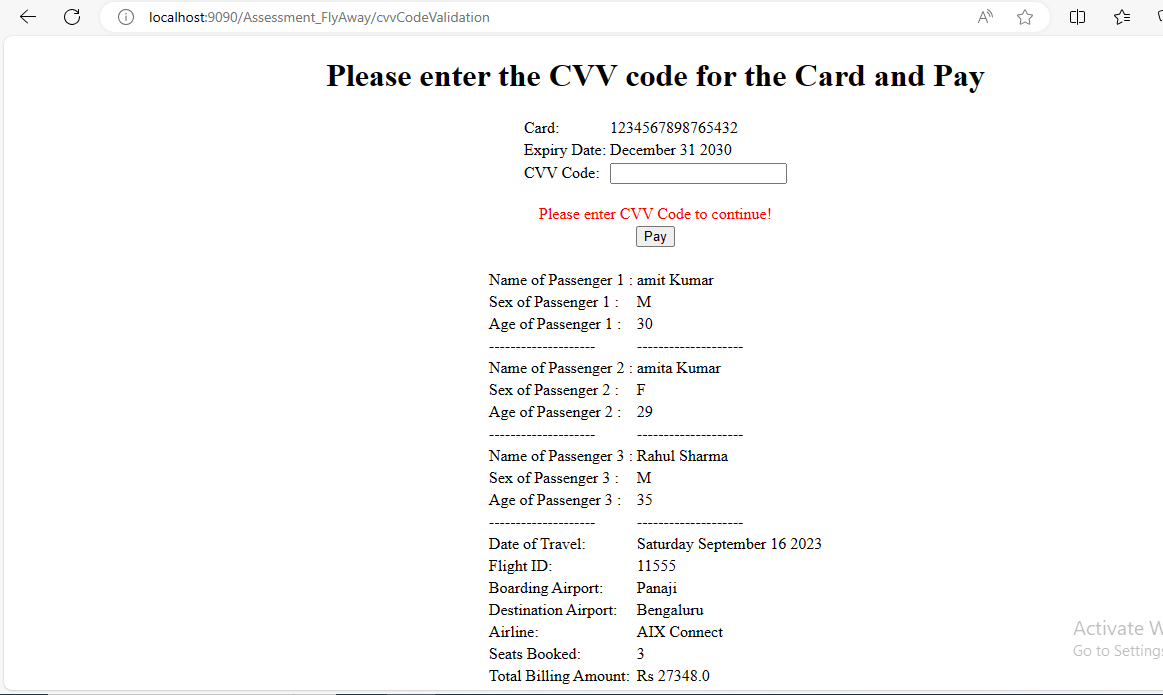 localhost:9090/Assessment_FlyAway/cvvCodeValidation
Please enter the CVV code for the Card and Pay
Card: 1234567898765432
Expiry Date: December 31 2030
CVV Code:
Please enter CVV Code to continue!
Pay
Name of Passenger 1 : amit Kumar
Sex of Passenger 1 : M
Age of Passenger 1 : 30
-------------------- --------------------
Name of Passenger 2 : amita Kumar
Sex of Passenger 2 : F
Age of Passenger 2 : 29
-------------------- --------------------
Name of Passenger 3 : Rahul Sharma
Sex of Passenger 3 : M
Age of Passenger 3 : 35
-------------------- --------------------
Date of Travel: Saturday September 16 2023
Flight ID: 11555
Boarding Airport: Panaji
Destination Airport: Bengaluru
Airline: AIX Connect
Seats Booked: 3
Total Billing Amount: Rs 27348.0
Activate W
Go to Settings